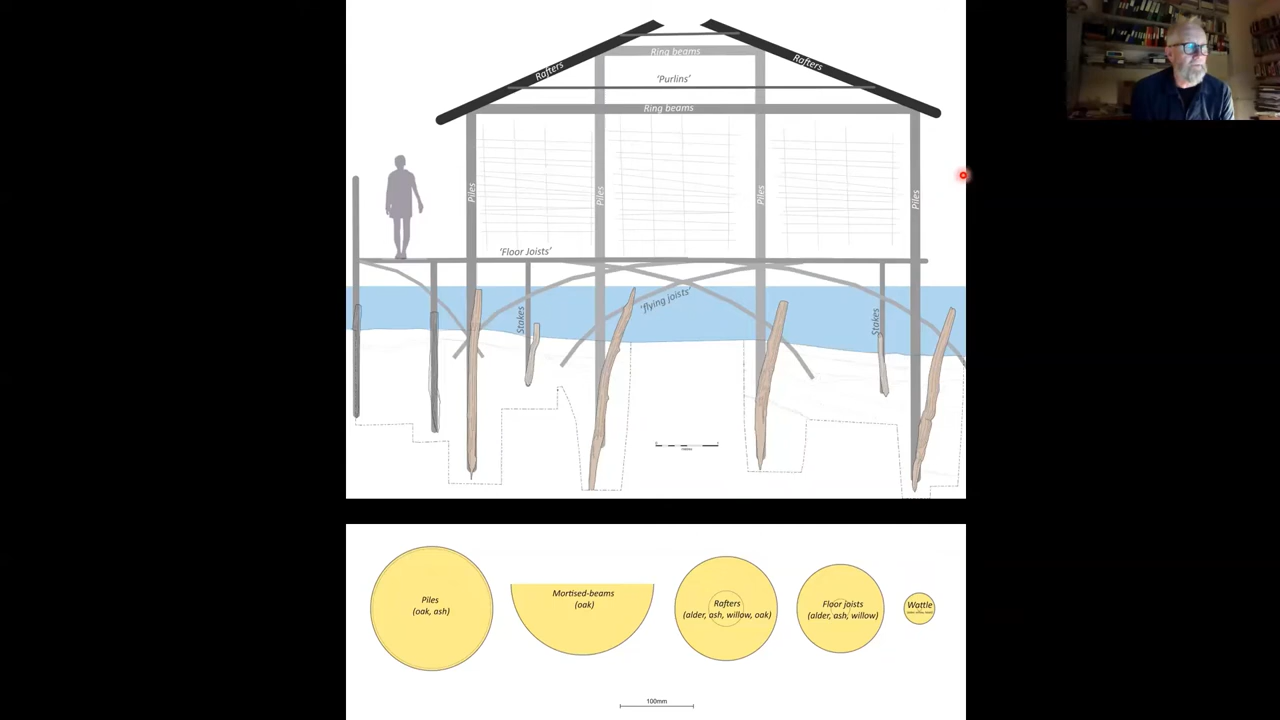 Ring beams
Rafters
Rafters
'Purlins'
Ring beams
Piles
Piles
Piles
Piles
'Floor Joists'
'flying joists'
Stakes
Stakes
Piles
(oak, ash)
Mortised-beams
(oak)
Rafters
(alder, ash, willow, oak)
Floor joists
(alder, ash, willow)
Wattle
100mm